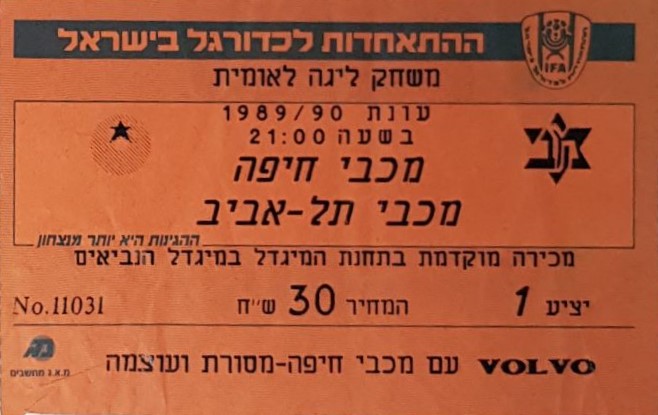 ההתאחדות לכדורגל בישראל
IFA
משחק ליגה לאומית
עונת 1989/90
בשעה 21:00
מכבי חיפה
מכבי תל-אביב
ההגינות היא יותר מנצחון
מכירה מוקדמת בתחנת המיגדל במיגדל הנביאים
יציע 1 המחיר 30 ש״ח No.11031
VOLVO עם מכבי חיפה-מסורת ועוצמה
מ.א.ג מחשבים